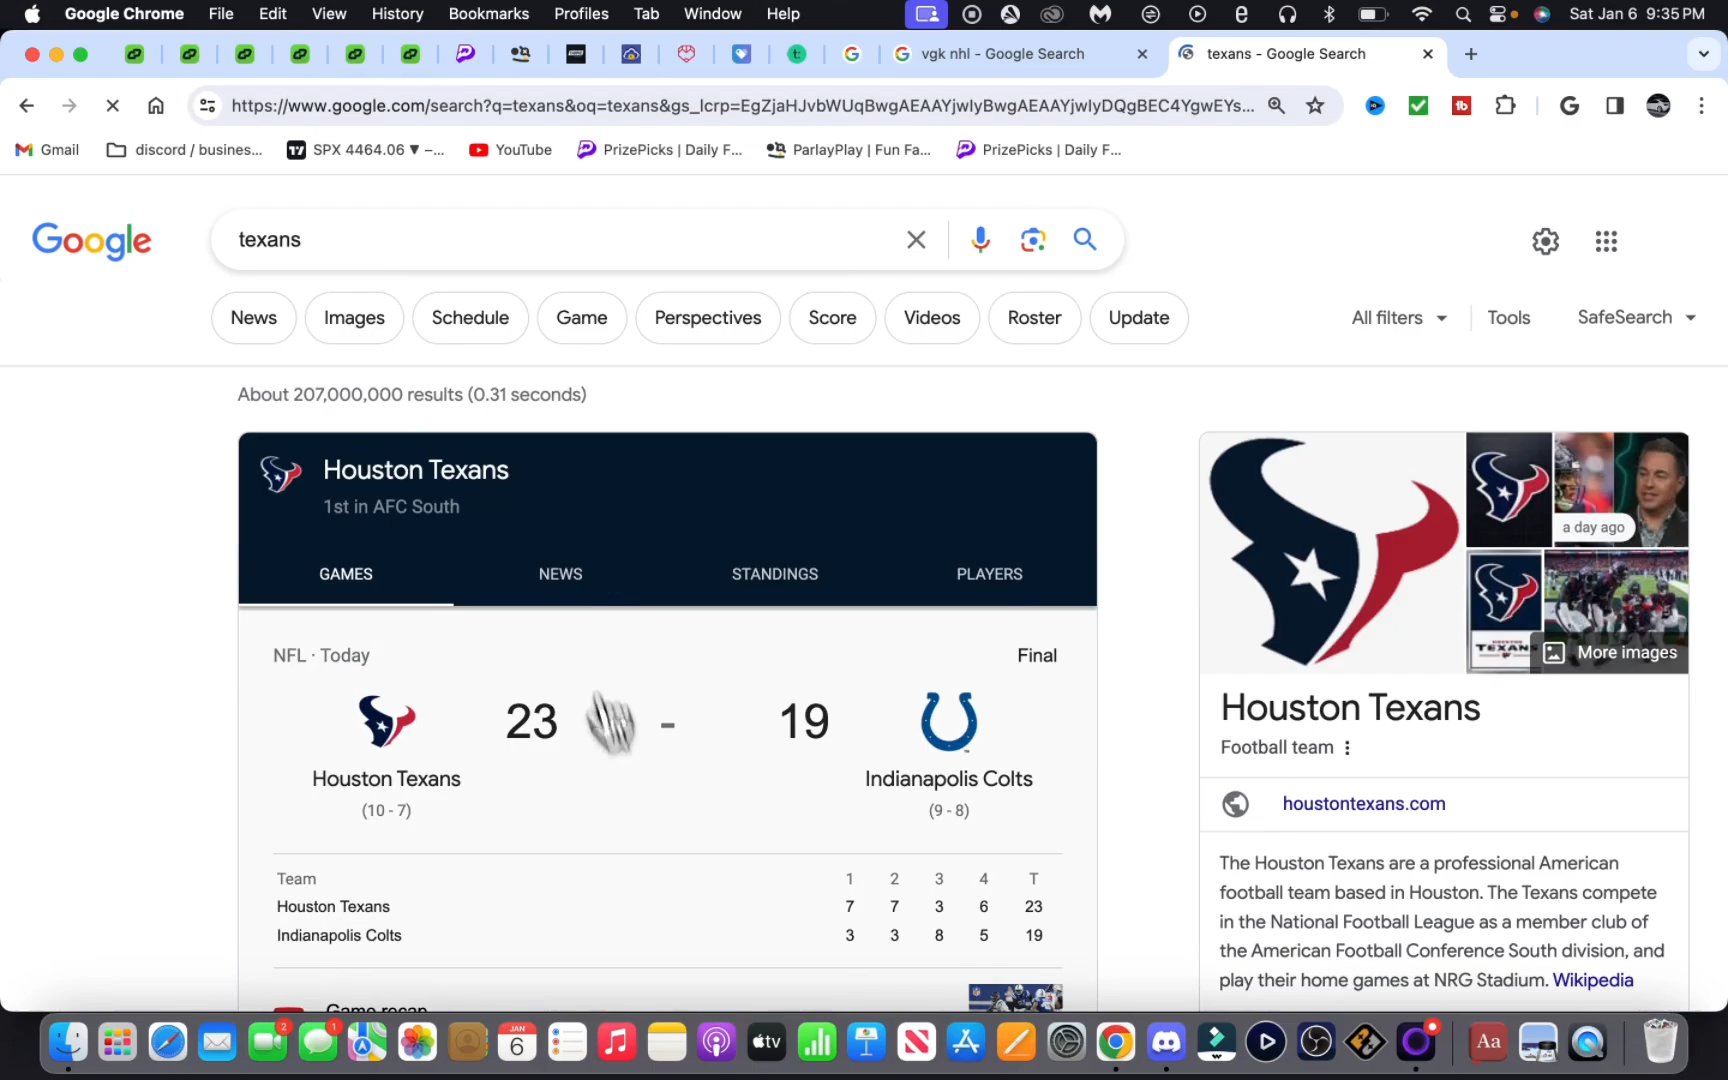 Google Chrome File Edit View History Bookmarks Profiles Tab Window Help Sat Jan 6 9:35 PM
vgk nhl - Google Search texans - Google Search
https://www.google.com/search?q=texans&oq=texans&gs_lcrp=EgZjaHJvbWUqBwgAEAAYjwIyBwgAEAAYjwIyDQgBEC4YgwEYs...
Gmail discord / busines... SPX 4464.06 ▼ –... YouTube PrizePicks | Daily F... ParlayPlay | Fun Fa... PrizePicks | Daily F...
Google texans
News Images Schedule Game Perspectives Score Videos Roster Update All filters Tools SafeSearch
About 207,000,000 results (0.31 seconds)
Houston Texans
1st in AFC South
GAMES NEWS STANDINGS PLAYERS
NFL · Today Final
23 - 19
Houston Texans Indianapolis Colts
(10 - 7) (9 - 8)
Team 1 2 3 4 T
Houston Texans 7 7 3 6 23
Indianapolis Colts 3 3 8 5 19
Game recap
a day ago
TEXANS
More images
Houston Texans
Football team
houstontexans.com
The Houston Texans are a professional American
football team based in Houston. The Texans compete
in the National Football League as a member club of
the American Football Conference South division, and
play their home games at NRG Stadium. Wikipedia
2
1
JAN
6
tv
Aa